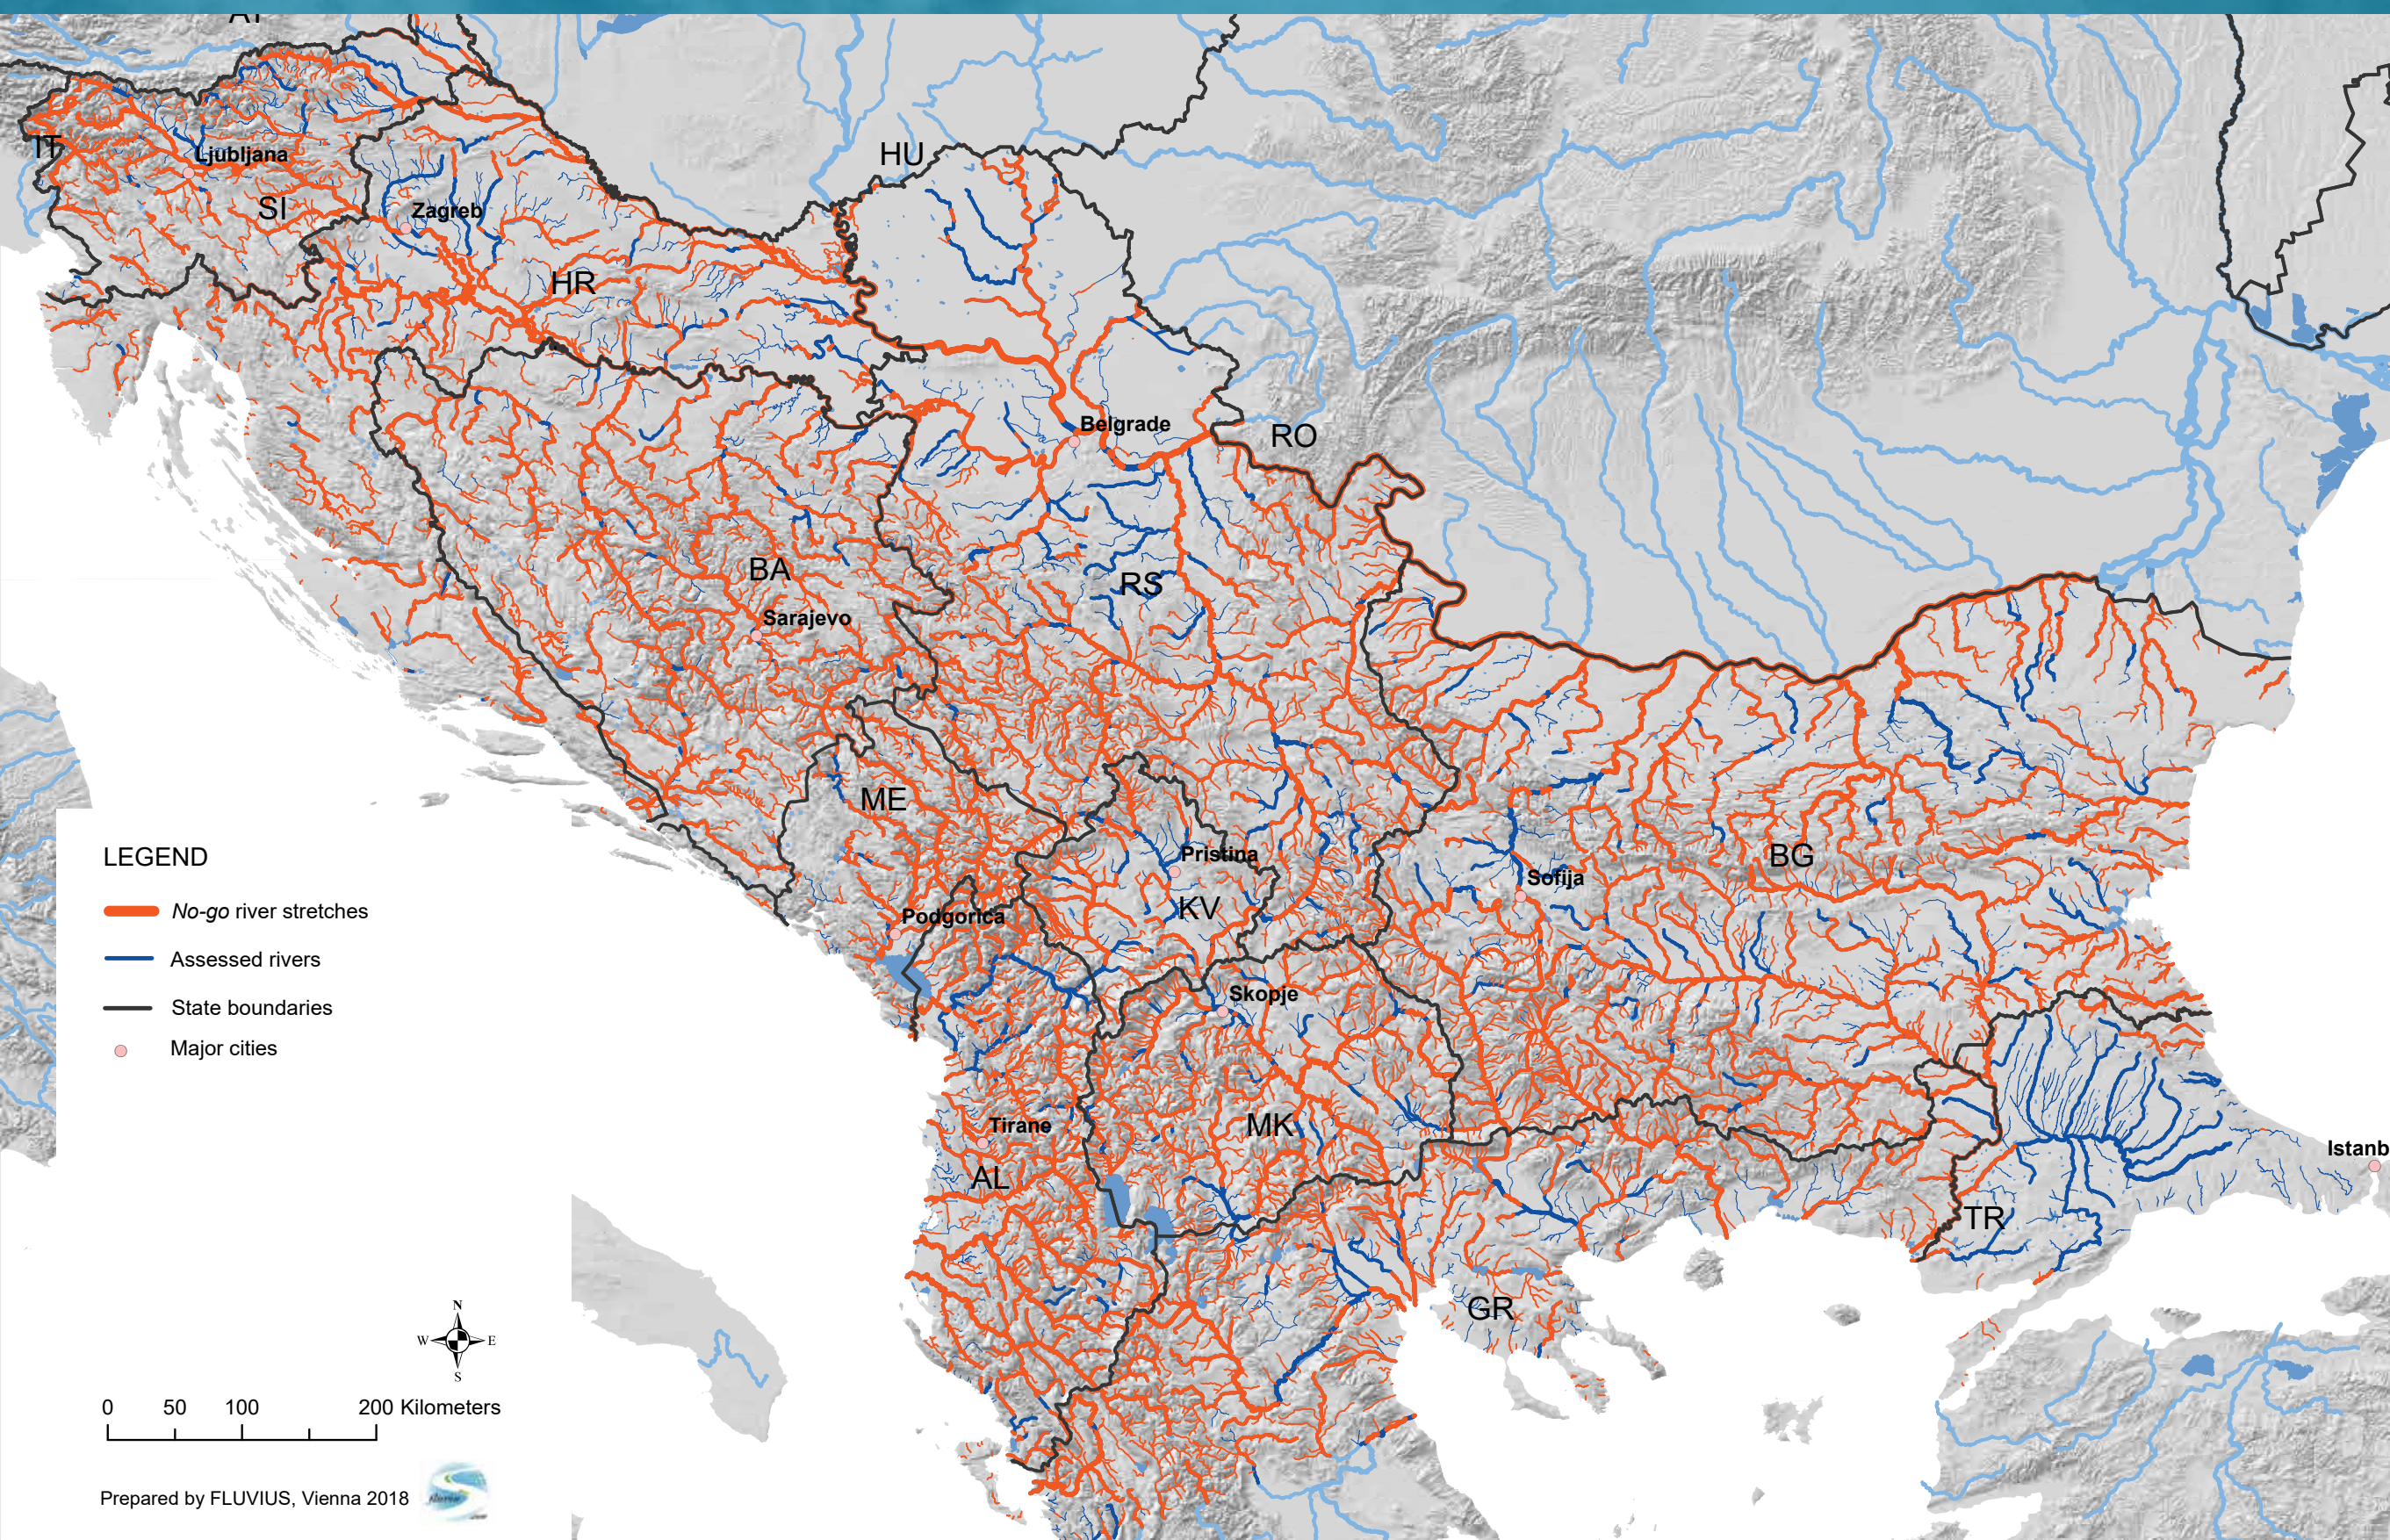 IT
Ljubljana
SI
Zagreb
HR
HU
Belgrade
RO
BA
Sarajevo
RS
ME
Podgorica
Pristina
KV
Sofija
BG
Skopje
MK
Tirane
AL
GR
TR
Istanb
LEGEND
No-go river stretches
Assessed rivers
State boundaries
Major cities
N
W E
S
0 50 100 200 Kilometers
Prepared by FLUVIUS, Vienna 2018